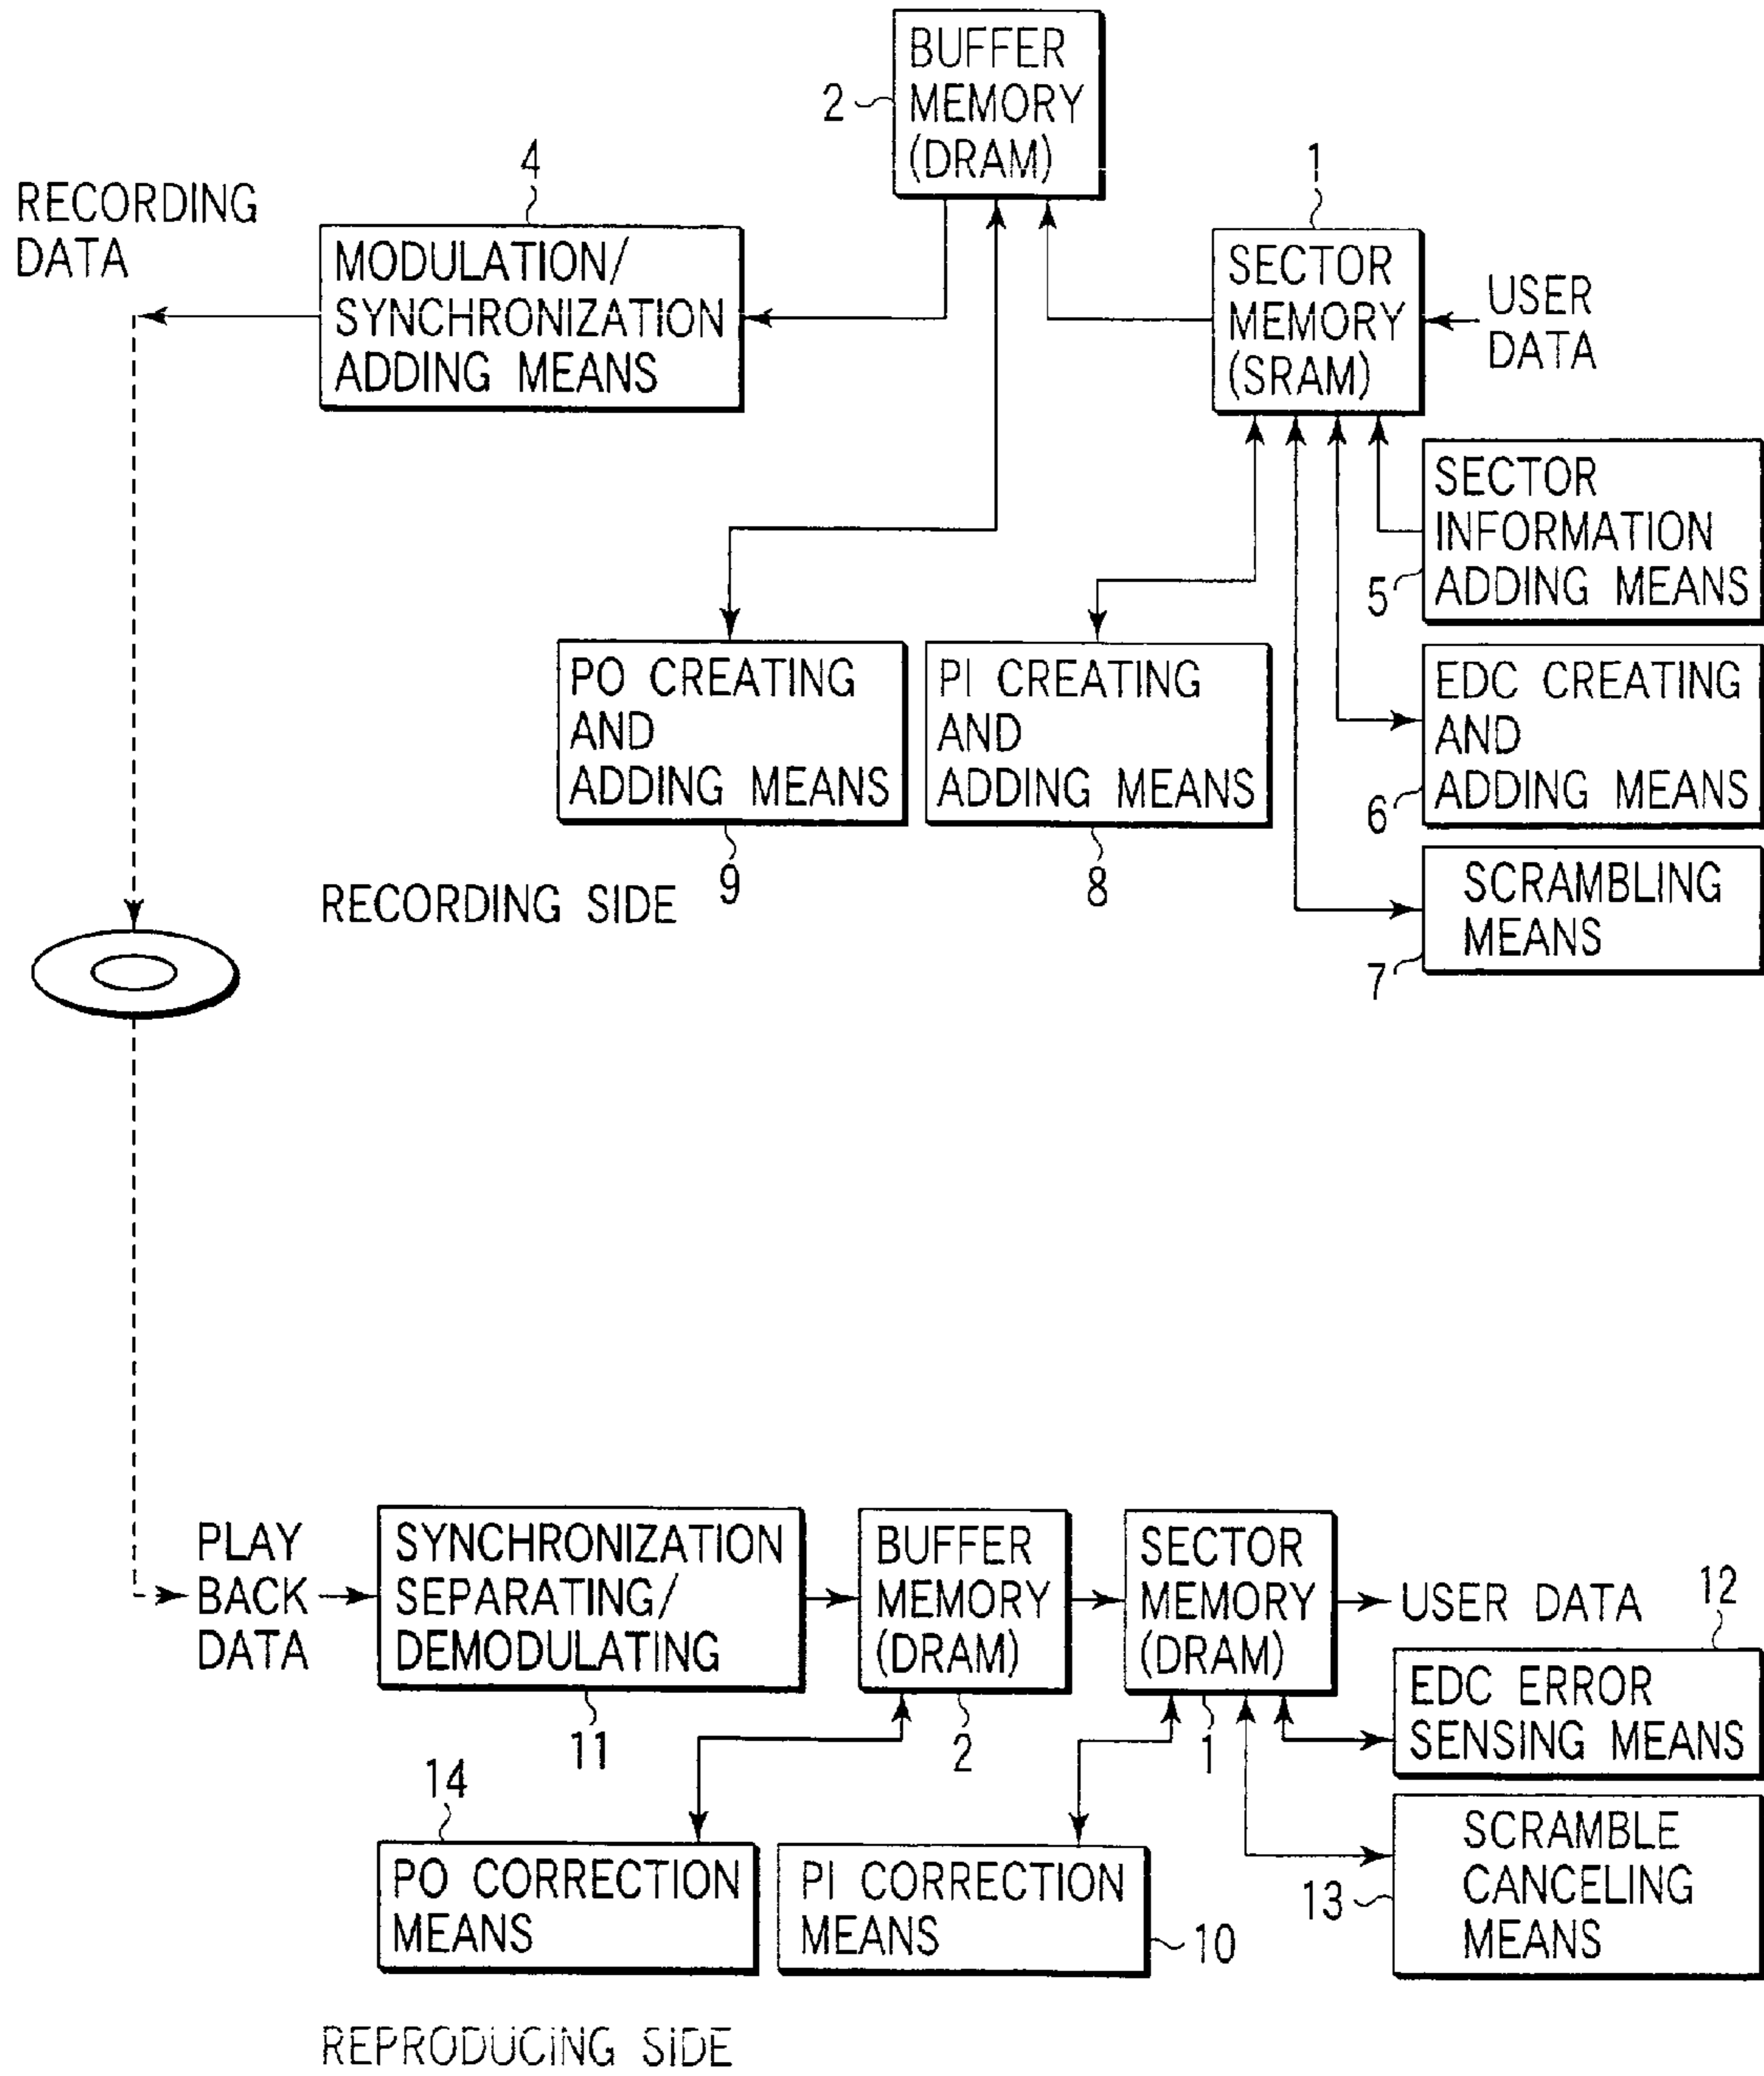 BUFFER
MEMORY
(DRAM)
2
4
1
RECORDING
DATA
MODULATION/
SYNCHRONIZATION
ADDING MEANS
SECTOR
MEMORY
(SRAM)
USER
DATA
SECTOR
INFORMATION
ADDING MEANS
5
PO CREATING
AND
ADDING MEANS
9
PI CREATING
AND
ADDING MEANS
8
EDC CREATING
AND
ADDING MEANS
6
SCRAMBLING
MEANS
7
RECORDING SIDE
PLAY
BACK
DATA
SYNCHRONIZATION
SEPARATING/
DEMODULATING
11
BUFFER
MEMORY
(DRAM)
2
SECTOR
MEMORY
(DRAM)
1
USER DATA
12
EDC ERROR
SENSING MEANS
14
PO CORRECTION
MEANS
PI CORRECTION
MEANS
10
SCRAMBLE
CANCELING
MEANS
13
REPRODUCING SIDE